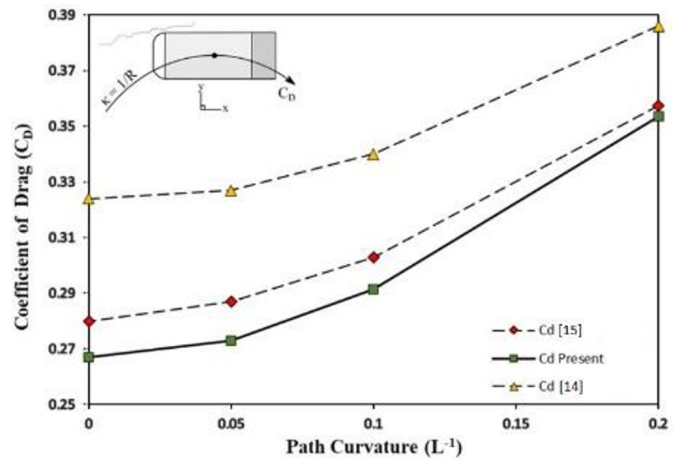 0.39
0.37
0.35
0.33
0.31
0.29
0.27
0.25
Coefficient of Drag (C_D)
κ = 1/R
y
x
C_D
Cd [15]
Cd Present
Cd [14]
0 0.05 0.1 0.15 0.2
Path Curvature (L⁻¹)